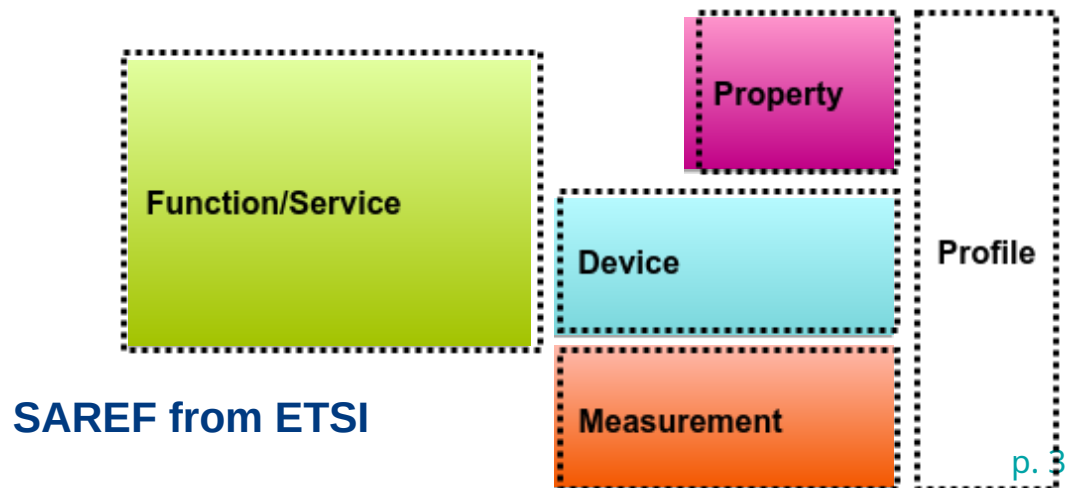 Property
Function/Service
Device
Profile
SAREF from ETSI
Measurement
p. 3